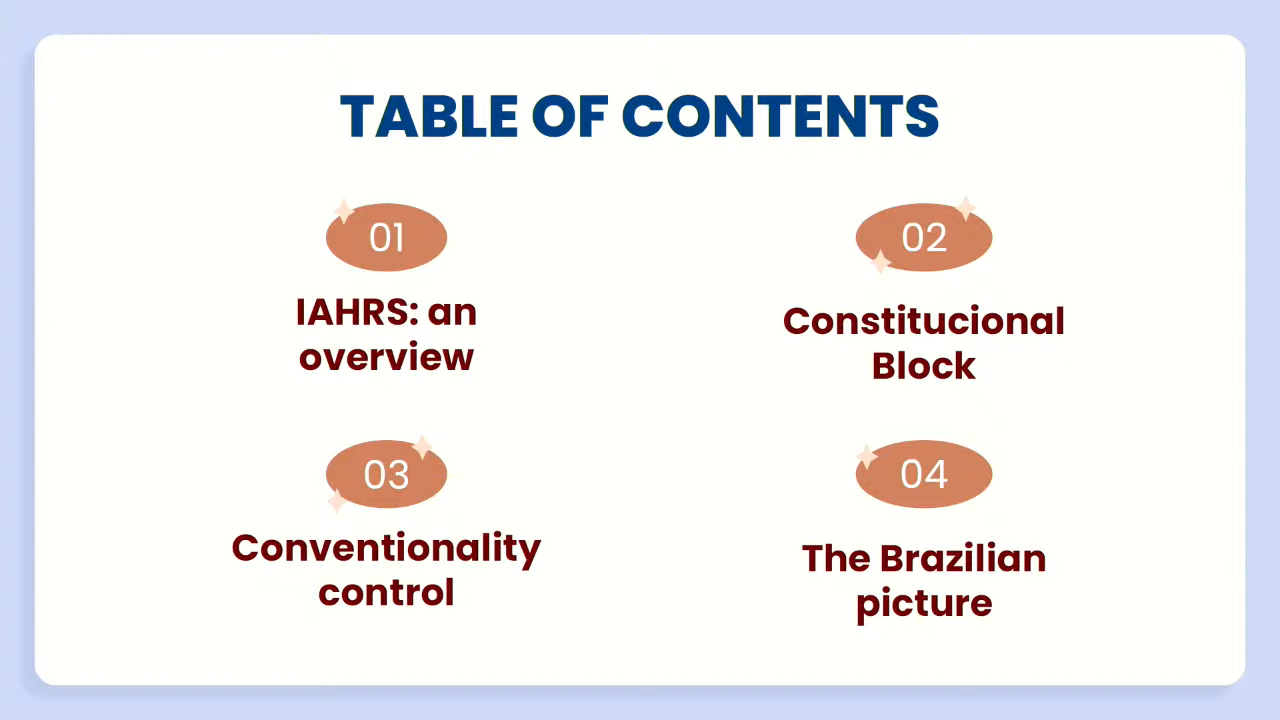 TABLE OF CONTENTS
01
IAHRS: an
overview
02
Constitucional
Block
03
Conventionality
control
04
The Brazilian
picture